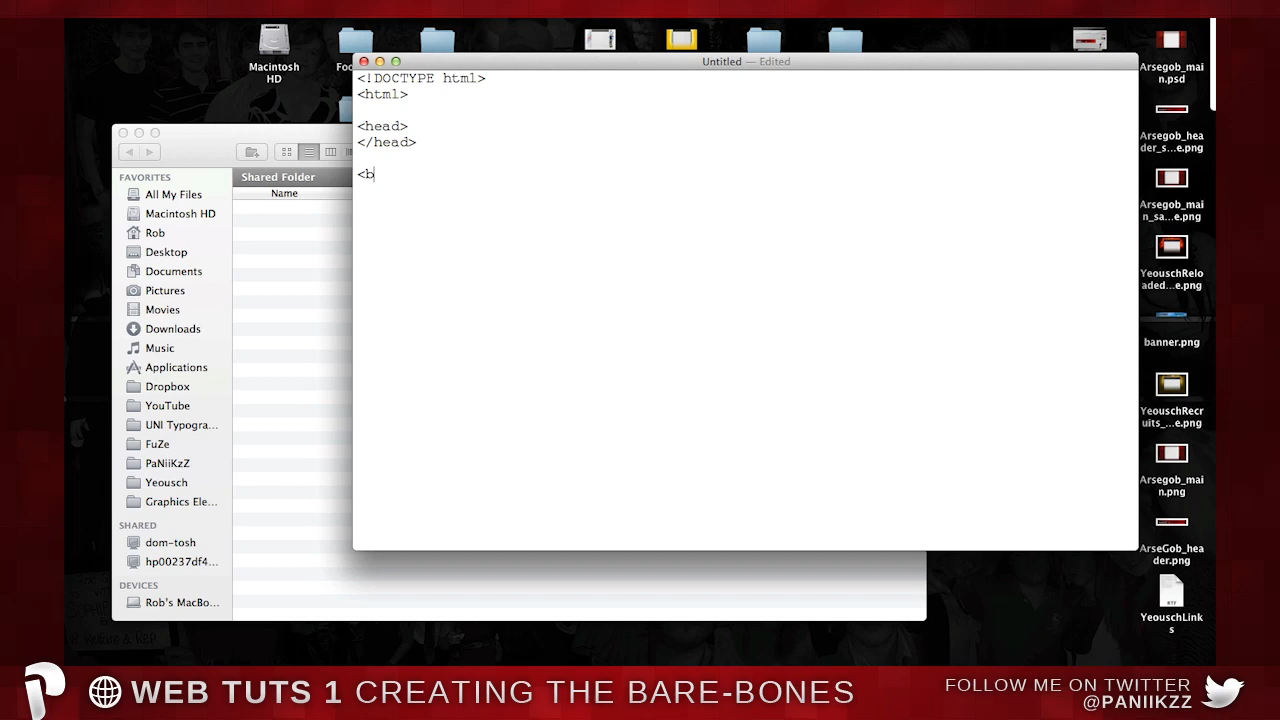 Macintosh
HD
Arsegob_mai
n.psd
Untitled — Edited
<!DOCTYPE html>
<html>
<head>
</head>
<b
Shared Folder
Name
FAVORITES
All My Files
Macintosh HD
Rob
Desktop
Documents
Pictures
Movies
Downloads
Music
Applications
Dropbox
YouTube
UNI Typogra...
FuZe
PaNiiKzZ
Yeousch
Graphics Ele...
SHARED
dom-tosh
hp00237df4...
DEVICES
Rob's MacBo...
Arsegob_hea
der_s...e.png
Arsegob_mai
n_sa...e.png
YeouschRelo
aded...e.png
banner.png
YeouschRecr
uits_...e.png
Arsegob_mai
n.png
ArseGob_hea
der.png
RTF
YeouschLink
s
WEB TUTS 1 CREATING THE BARE-BONES
FOLLOW ME ON TWITTER
@PANIIKZZ